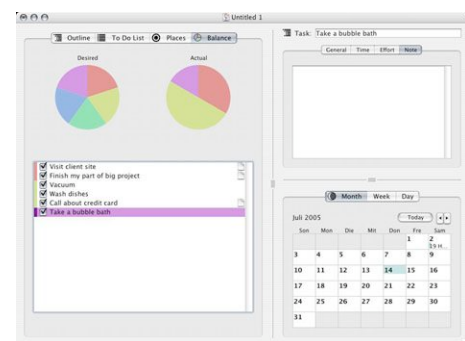 Untitled 1
Outline To Do List Places Balance
Desired Actual
Visit client site
Finish my part of big project
Vacuum
Wash dishes
Call about credit card
Take a bubble bath
Task: Take a bubble bath
General Time Effort Note
Month Week Day
Juli 2005 Today
Son Mon Die Mit Don Fre Sam
1 2
3 4 5 6 7 8 9
10 11 12 13 14 15 16
17 18 19 20 21 22 23
24 25 26 27 28 29 30
31